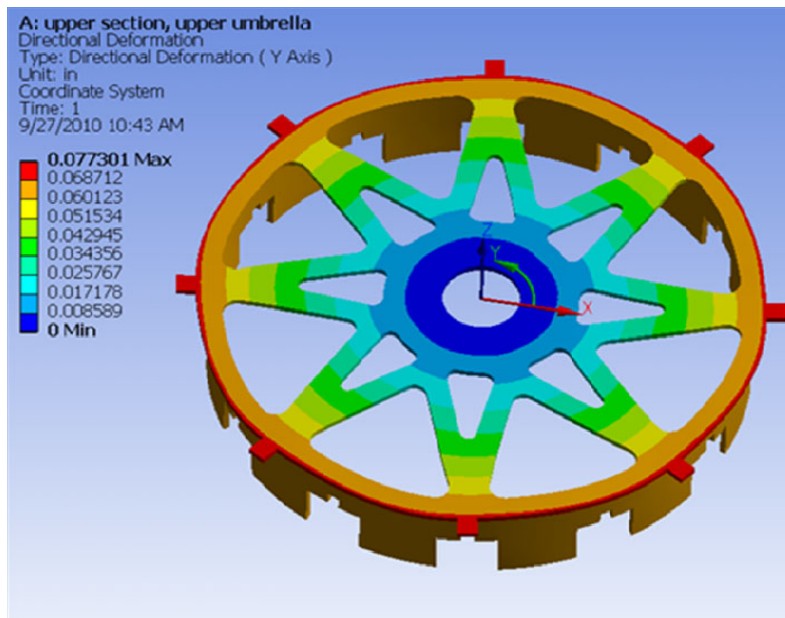 A: upper section, upper umbrella
Directional Deformation
Type: Directional Deformation ( Y Axis )
Unit: in
Coordinate System
Time: 1
9/27/2010 10:43 AM
0.077301 Max
0.068712
0.060123
0.051534
0.042945
0.034356
0.025767
0.017178
0.008589
0 Min
Z
Y
X